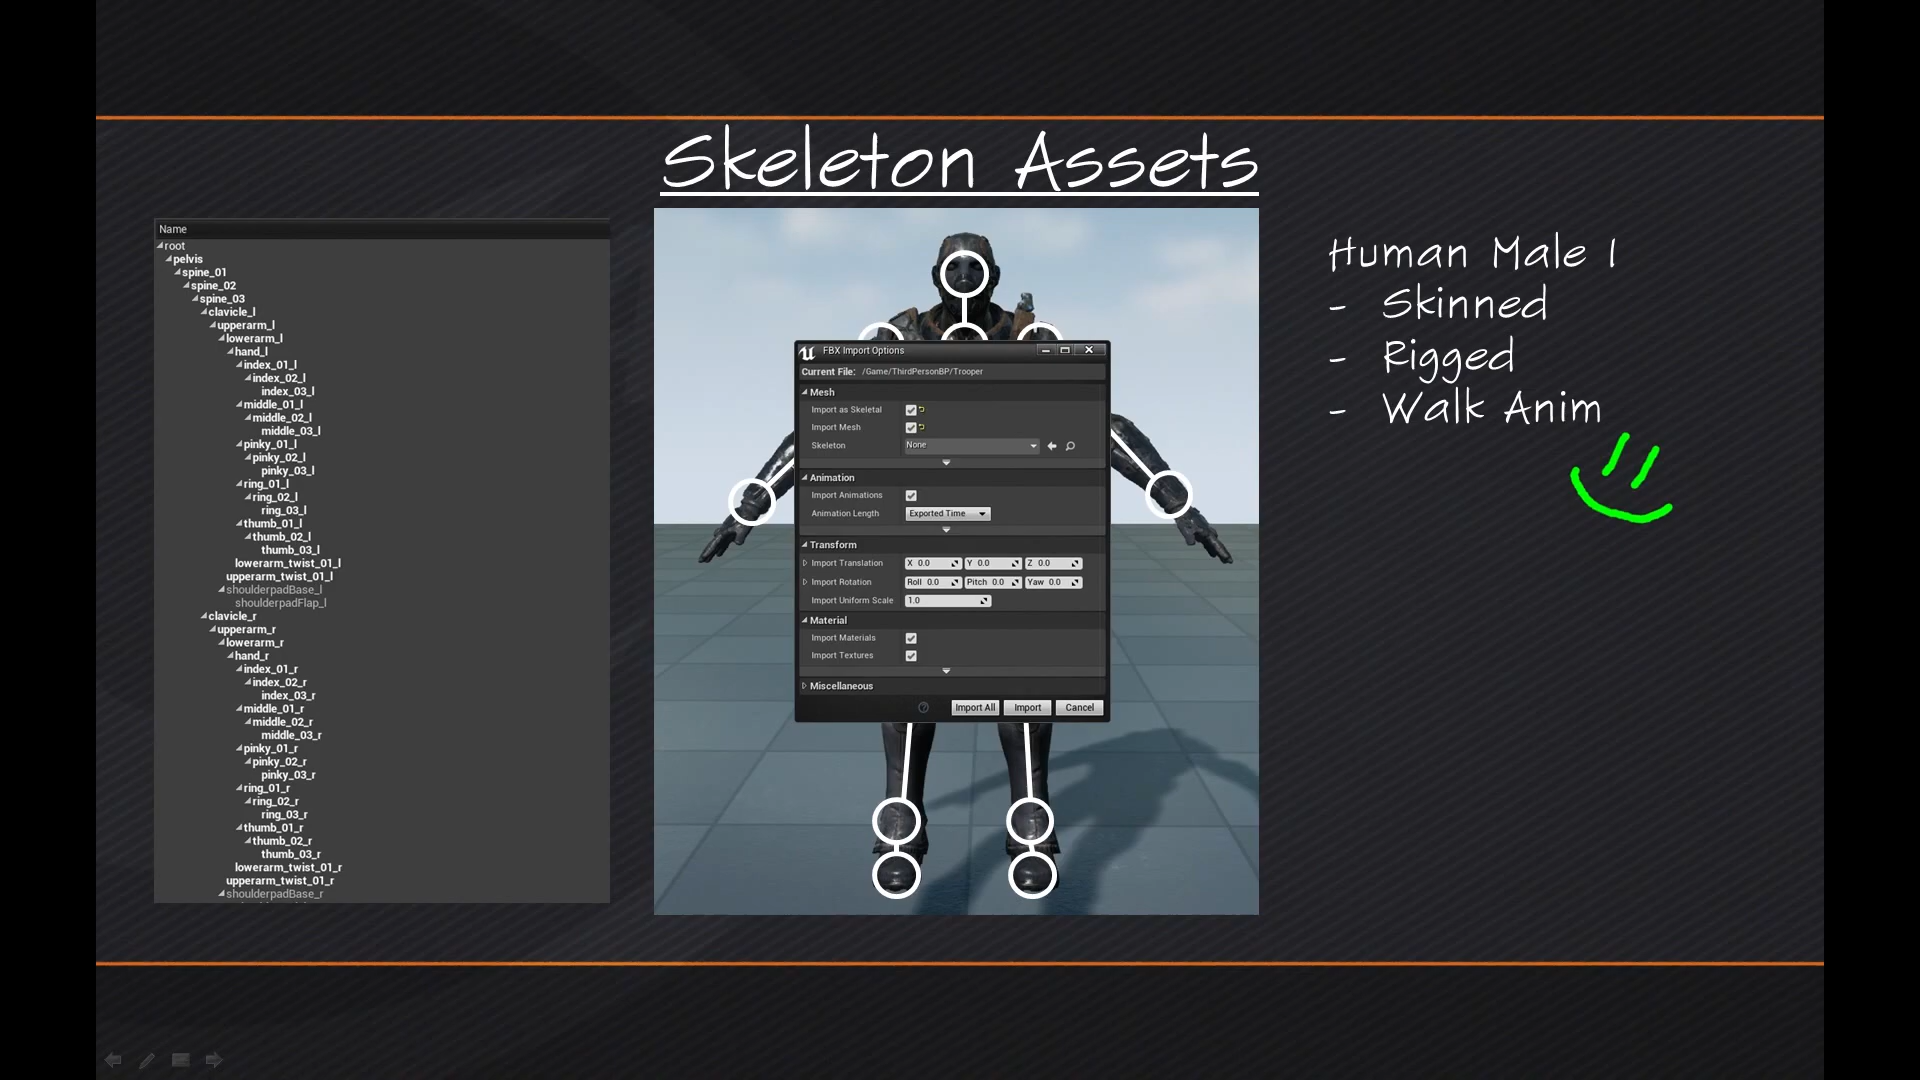 Skeleton Assets
Name
root
pelvis
spine_01
spine_02
spine_03
clavicle_l
upperarm_l
lowerarm_l
hand_l
index_01_l
index_02_l
index_03_l
middle_01_l
middle_02_l
middle_03_l
pinky_01_l
pinky_02_l
pinky_03_l
ring_01_l
ring_02_l
ring_03_l
thumb_01_l
thumb_02_l
thumb_03_l
lowerarm_twist_01_l
upperarm_twist_01_l
shoulderpadBase_l
shoulderpadFlap_l
clavicle_r
upperarm_r
lowerarm_r
hand_r
index_01_r
index_02_r
index_03_r
middle_01_r
middle_02_r
middle_03_r
pinky_01_r
pinky_02_r
pinky_03_r
ring_01_r
ring_02_r
ring_03_r
thumb_01_r
thumb_02_r
thumb_03_r
lowerarm_twist_01_r
upperarm_twist_01_r
shoulderpadBase_r
FBX Import Options
Current File: /Game/ThirdPersonBP/Trooper
Mesh
Import as Skeletal
Import Mesh
Skeleton None
Animation
Import Animations
Animation Length Exported Time
Transform
Import Translation X 0.0 Y 0.0 Z 0.0
Import Rotation Roll 0.0 Pitch 0.0 Yaw 0.0
Import Uniform Scale 1.0
Material
Import Materials
Import Textures
Miscellaneous
Import All Import Cancel
Human Male 1
- Skinned
- Rigged
- Walk Anim